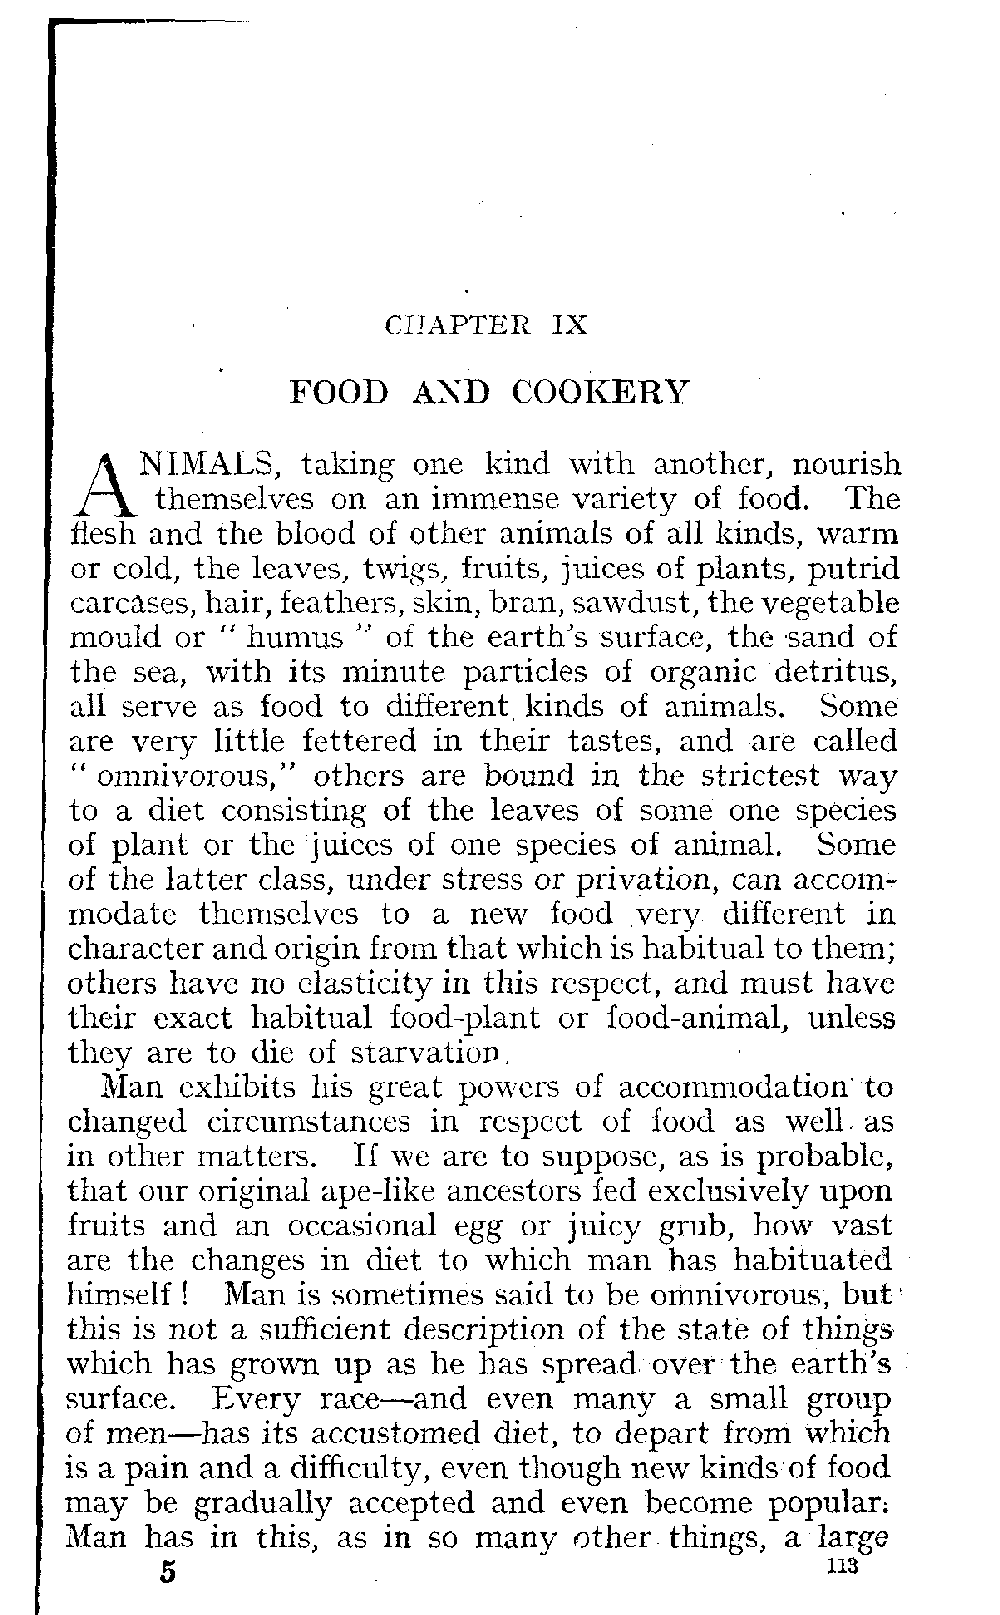 CHAPTER IX
FOOD AND COOKERY
ANIMALS, taking one kind with another, nourish
themselves on an immense variety of food. The
flesh and the blood of other animals of all kinds, warm
or cold, the leaves, twigs, fruits, juices of plants, putrid
carcases, hair, feathers, skin, bran, sawdust, the vegetable
mould or " humus " of the earth's surface, the sand of
the sea, with its minute particles of organic detritus,
all serve as food to different kinds of animals. Some
are very little fettered in their tastes, and are called
" omnivorous," others are bound in the strictest way
to a diet consisting of the leaves of some one species
of plant or the juices of one species of animal. Some
of the latter class, under stress or privation, can accom-
modate themselves to a new food very different in
character and origin from that which is habitual to them;
others have no elasticity in this respect, and must have
their exact habitual food-plant or food-animal, unless
they are to die of starvation.
Man exhibits his great powers of accommodation to
changed circumstances in respect of food as well as
in other matters. If we are to suppose, as is probable,
that our original ape-like ancestors fed exclusively upon
fruits and an occasional egg or juicy grub, how vast
are the changes in diet to which man has habituated
himself ! Man is sometimes said to be omnivorous, but
this is not a sufficient description of the state of things
which has grown up as he has spread over the earth's
surface. Every race—and even many a small group
of men—has its accustomed diet, to depart from which
is a pain and a difficulty, even though new kinds of food
may be gradually accepted and even become popular.
Man has in this, as in so many other things, a large
5 113